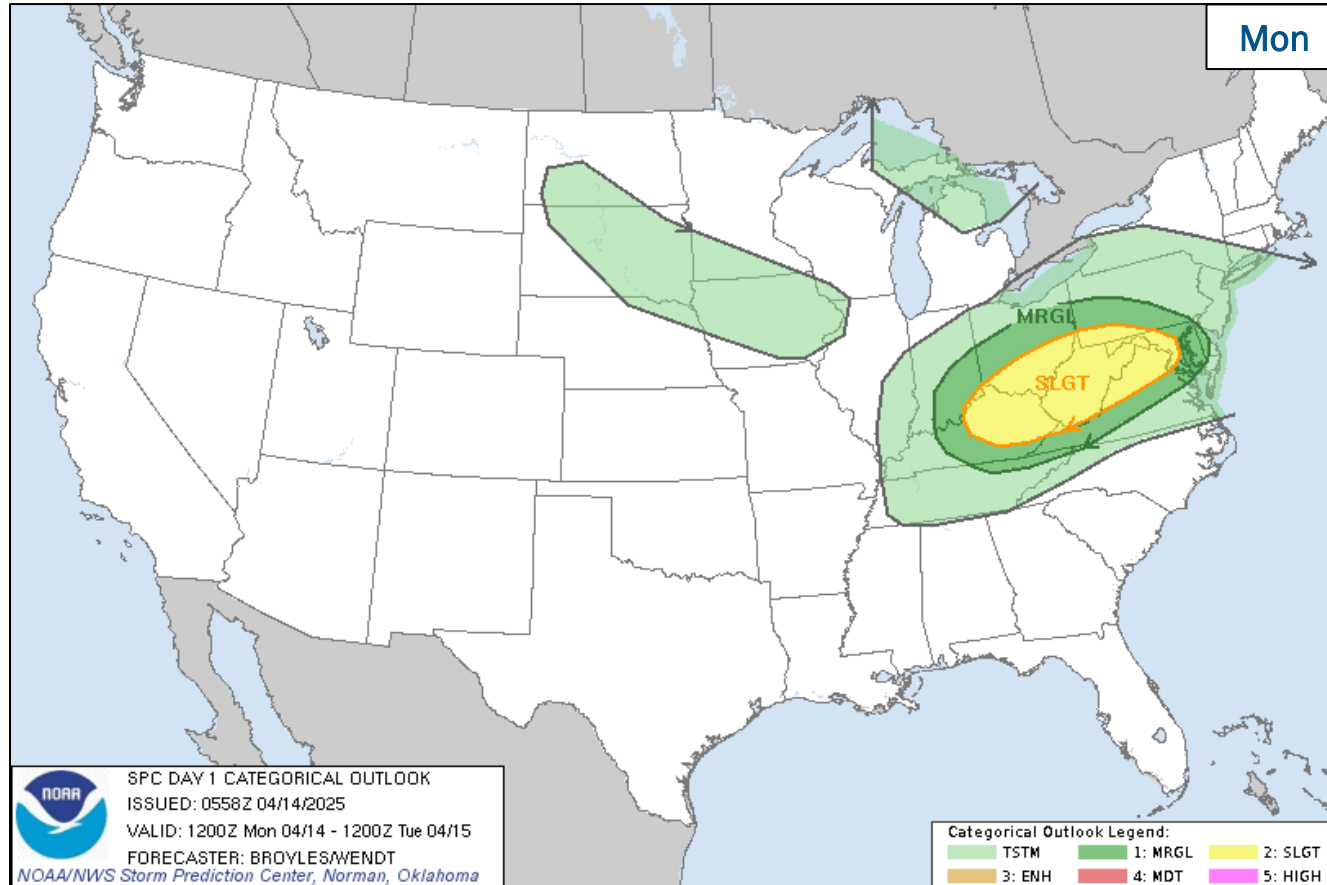 Mon
MRGL
SLGT
NOAA
SPC DAY 1 CATEGORICAL OUTLOOK
ISSUED: 0558Z 04/14/2025
VALID: 1200Z Mon 04/14 - 1200Z Tue 04/15
FORECASTER: BROYLES/WENDT
NOAA/NWS Storm Prediction Center, Norman, Oklahoma
Categorical Outlook Legend:
TSTM 1: MRGL 2: SLGT
3: ENH 4: MDT 5: HIGH